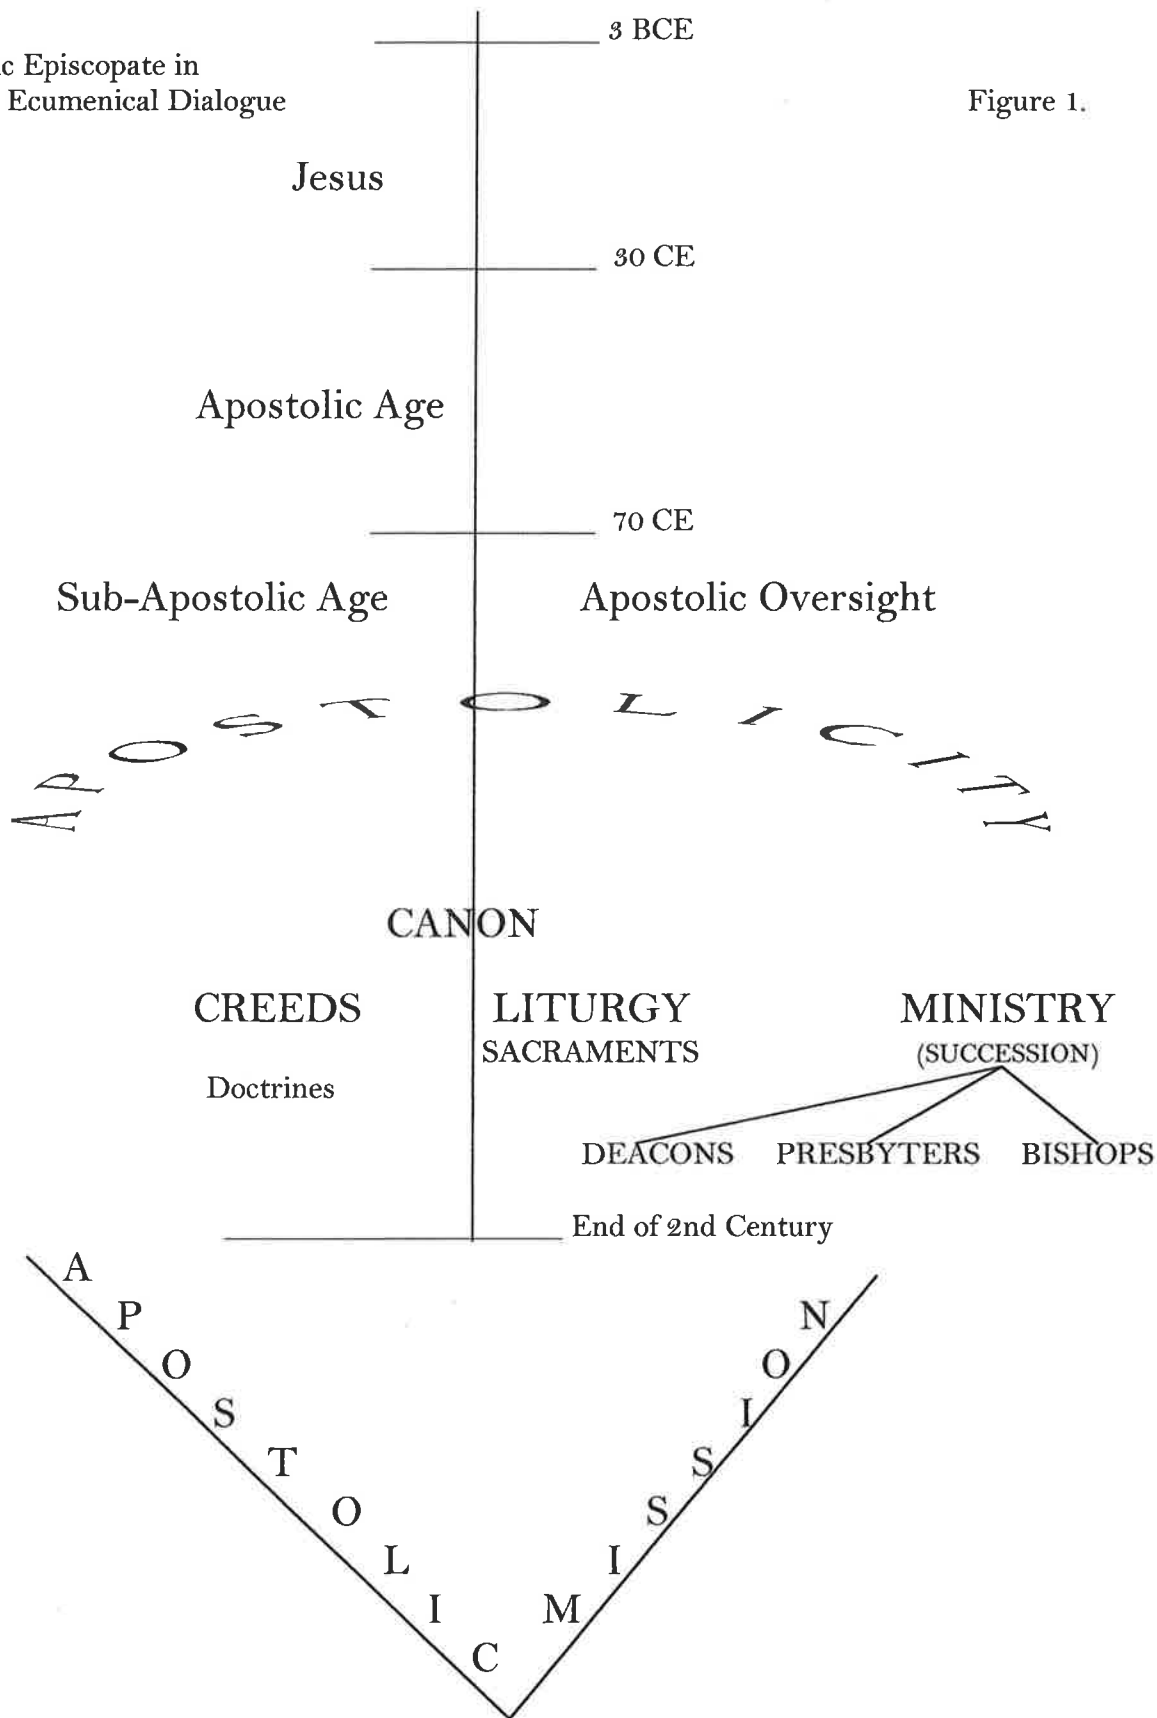 3 BCE
c Episcopate in
Ecumenical Dialogue
Figure 1.
Jesus
30 CE
Apostolic Age
70 CE
Sub-Apostolic Age Apostolic Oversight
APOSTOLICITY
CANON
CREEDS LITURGY MINISTRY
SACRAMENTS (SUCCESSION)
Doctrines
DEACONS PRESBYTERS BISHOPS
End of 2nd Century
APOSTOLIC MISSION